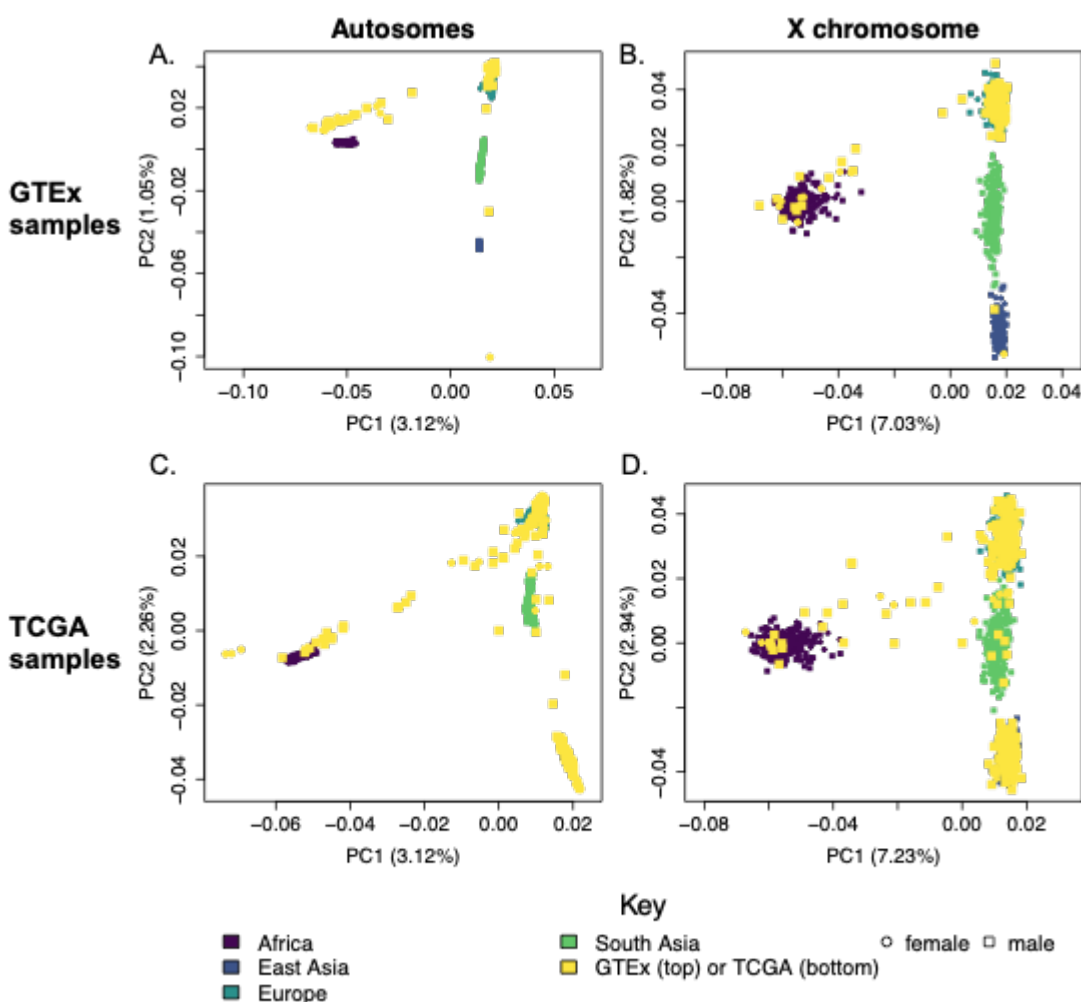 Autosomes
X chromosome
A.
B.
GTEx
samples
PC2 (1.05%)
0.02
−0.02
−0.06
−0.10
−0.10
−0.05
0.00
0.05
PC1 (3.12%)
PC2 (1.82%)
0.04
0.02
0.00
−0.04
−0.08
−0.04
0.00
0.02
0.04
PC1 (7.03%)
C.
D.
TCGA
samples
PC2 (2.26%)
0.02
0.00
−0.02
−0.04
−0.06
−0.04
−0.02
0.00
0.02
PC1 (3.12%)
PC2 (2.94%)
0.04
0.02
0.00
−0.04
−0.08
−0.04
0.00
0.02
PC1 (7.23%)
Key
Africa
South Asia
female
male
East Asia
GTEx (top) or TCGA (bottom)
Europe